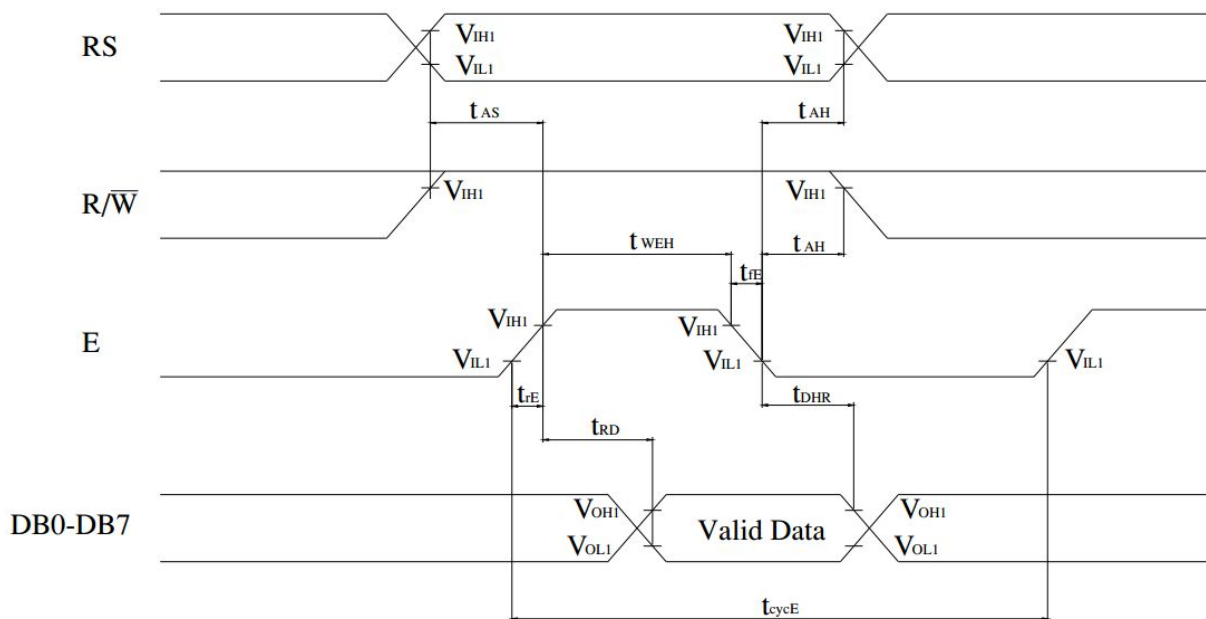 RS
VIH1
VIL1
VIH1
VIL1
tAS
tAH
R/W̅
VIH1
VIH1
tWEH
tAH
tfE
E
VIH1
VIL1
VIH1
VIL1
VIL1
trE
tDHR
tRD
DB0-DB7
VOH1
VOL1
Valid Data
VOH1
VOL1
tcycE